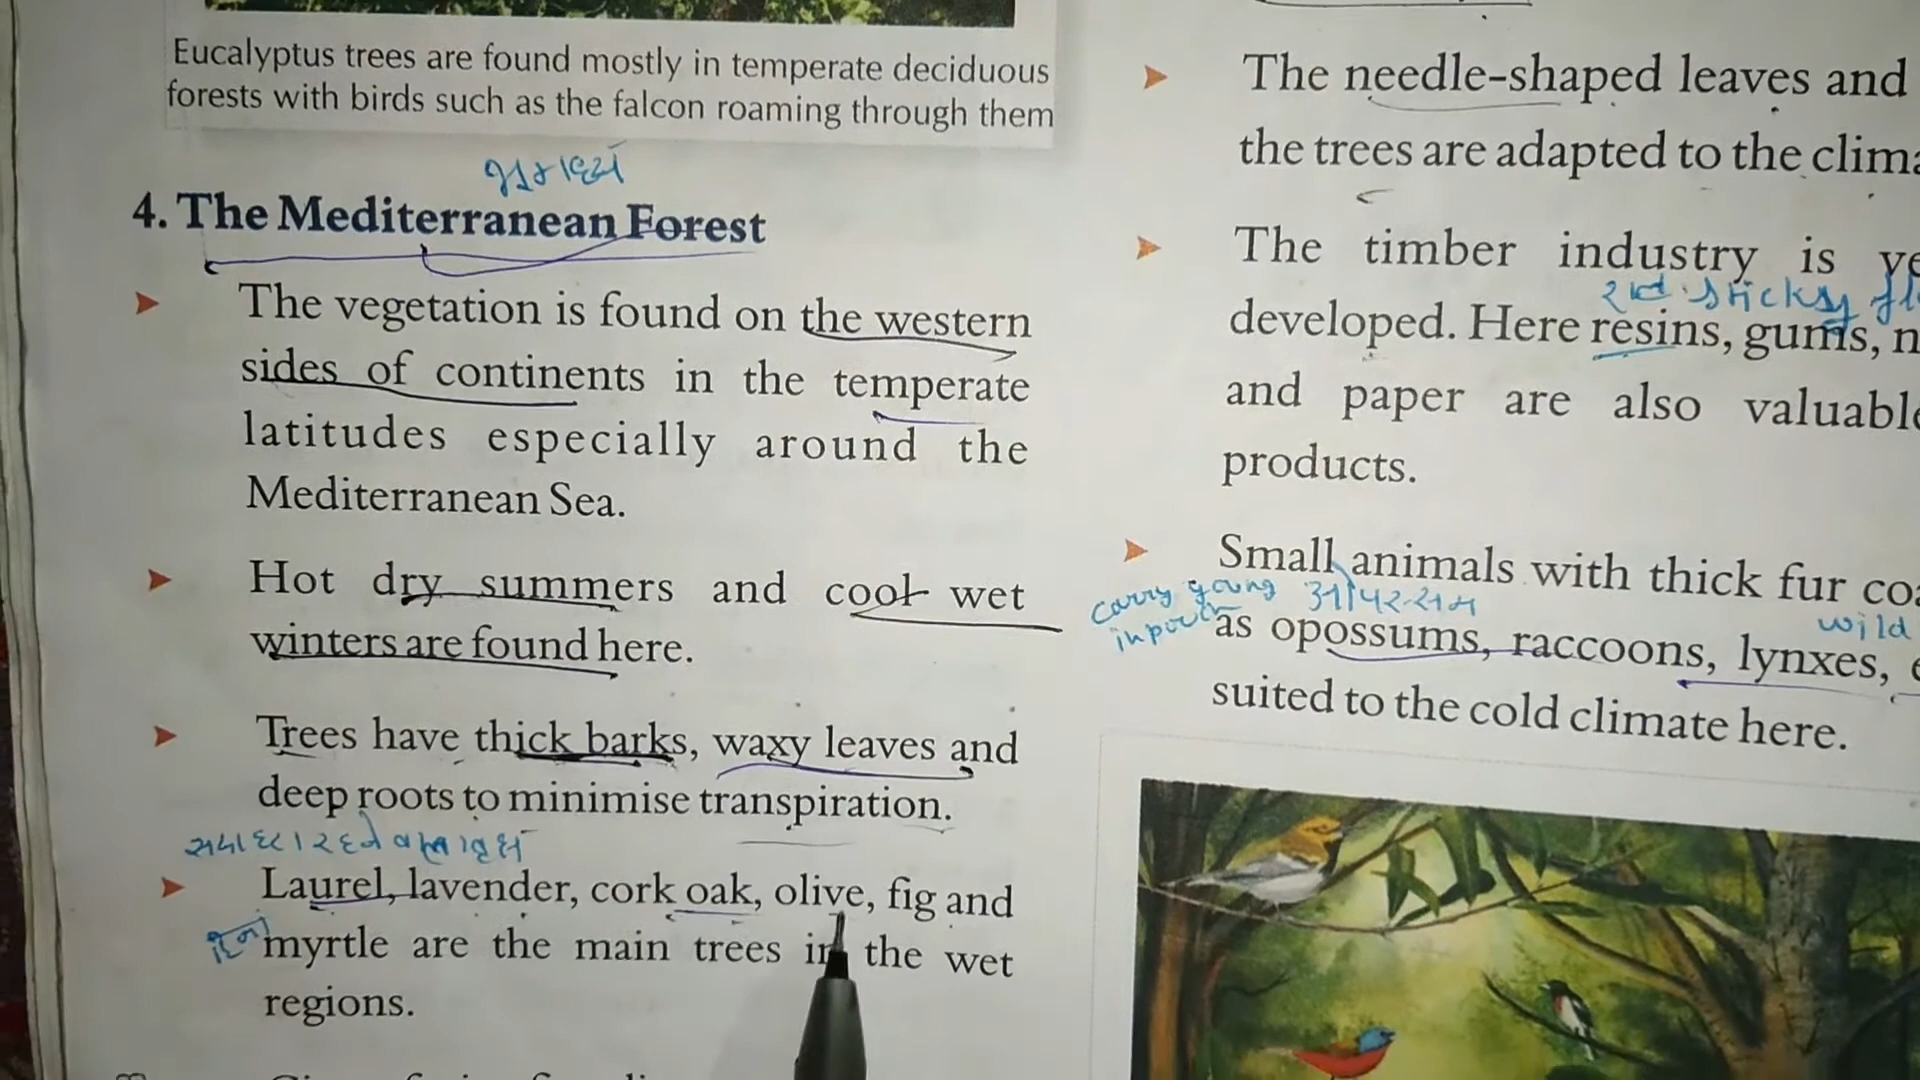 Eucalyptus trees are found mostly in temperate deciduous
forests with birds such as the falcon roaming through them
4. The Mediterranean Forest
The vegetation is found on the western
sides of continents in the temperate
latitudes especially around the
Mediterranean Sea.
Hot dry summers and cool wet
winters are found here.
Trees have thick barks, waxy leaves and
deep roots to minimise transpiration.
Laurel, lavender, cork oak, olive, fig and
myrtle are the main trees in the wet
regions.
The needle-shaped leaves and
the trees are adapted to the
The timber industry is
sticky
developed. Here resins, gums,
and paper are also
products.
Small animals with thick fur
carry young
in pouch
wild
as opossums, raccoons, lynxes,
suited to the cold climate here.